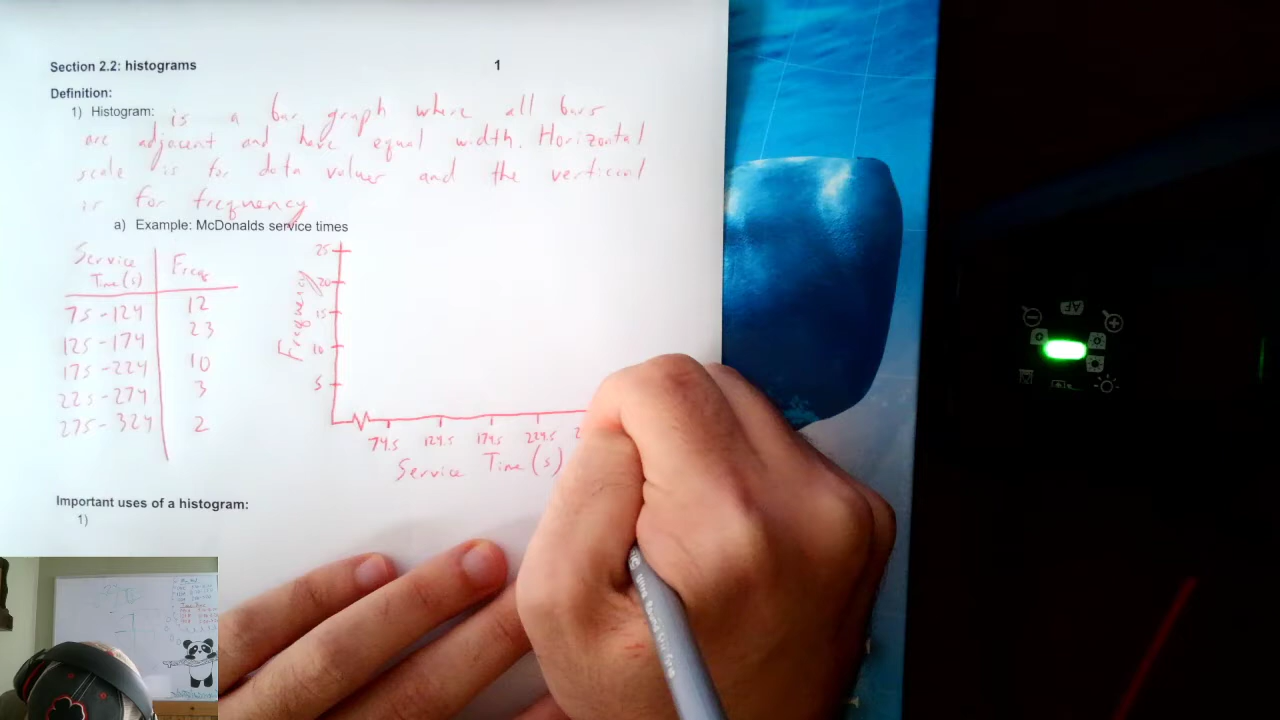 Section 2.2: histograms 1
Definition:
1) Histogram: is a bar graph where all bars
are adjacent and have equal width. Horizontal
scale is for data values and the vertical
is for frequency
a) Example: McDonalds service times
Service Time(s) Freq
75-124 12
125-174 23
175-224 10
225-274 3
275-324 2
Frequency
25
20
15
10
5
74.5 124.5 174.5 224.5 2
Service Time (s)
Important uses of a histogram:
1)
AF